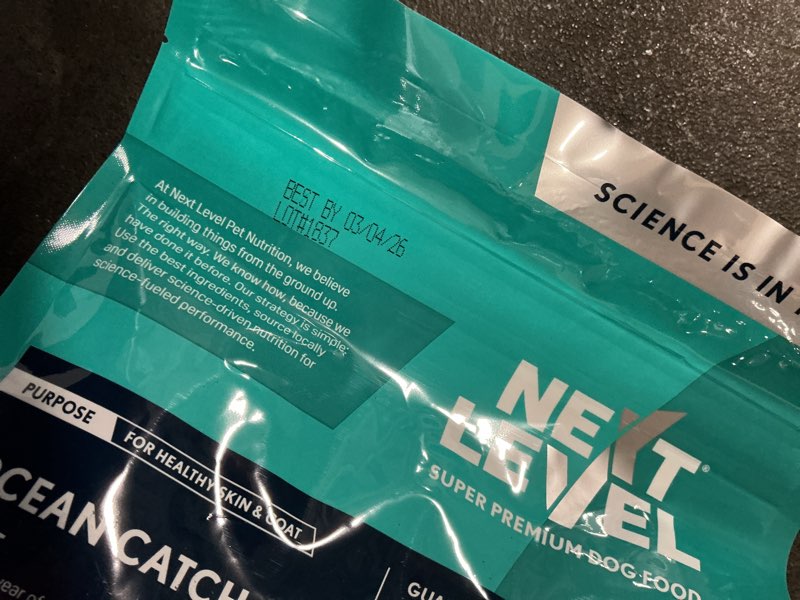 BEST BY 03/04/26
LOT#1837
At Next Level Pet Nutrition, we believe
in building things from the ground up.
The right way. We know how, because we
have done it before. Our strategy is simple:
Use the best ingredients, source locally
and deliver science-driven nutrition for
science-fueled performance.
SCIENCE IS IN
NEXT
LEVEL®
SUPER PREMIUM DOG FOOD
PURPOSE
FOR HEALTHY SKIN & COAT
OCEAN CATCH